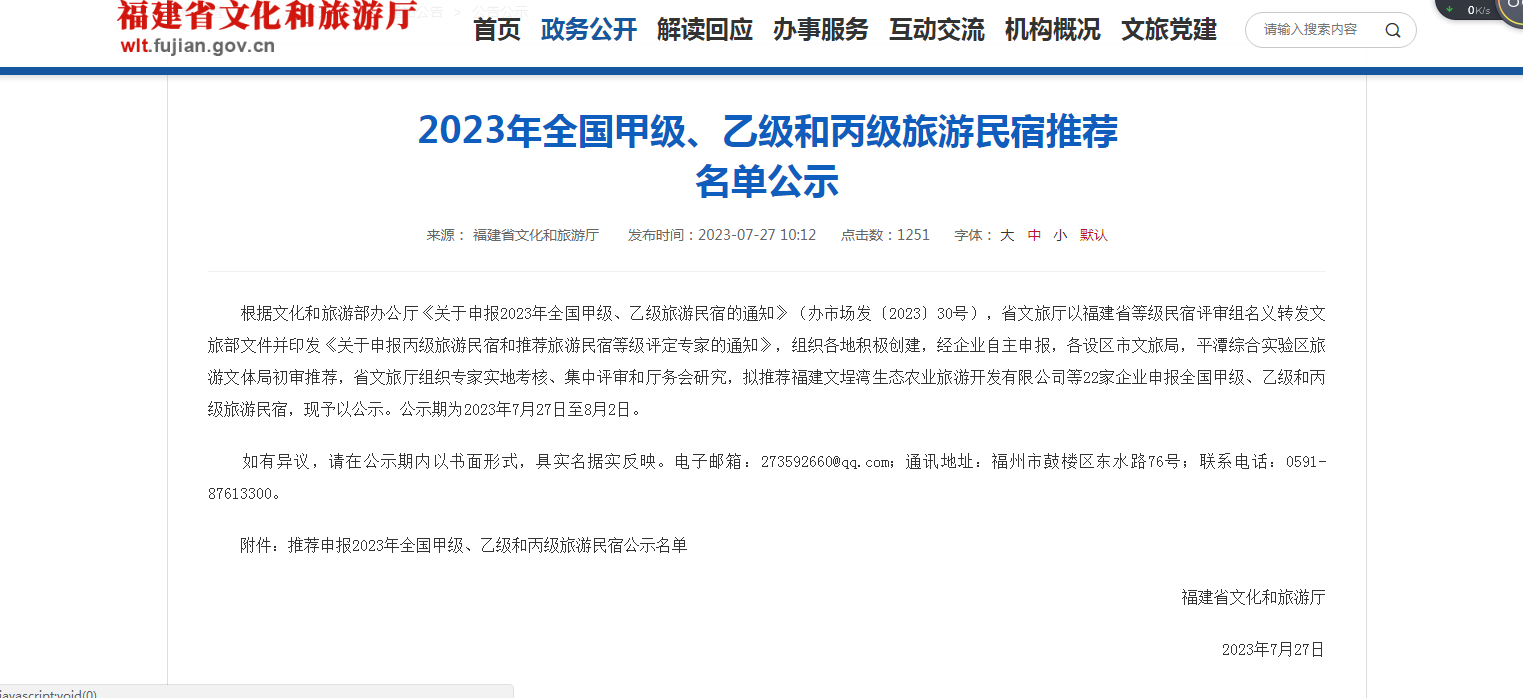 福建省文化和旅游厅
wlt.fujian.gov.cn
公告 > 公告公示
首页 政务公开 解读回应 办事服务 互动交流 机构概况 文旅党建
请输入搜索内容
0K/s
2023年全国甲级、乙级和丙级旅游民宿推荐
名单公示
来源： 福建省文化和旅游厅 发布时间：2023-07-27 10:12 点击数：1251 字体： 大 中 小 默认
根据文化和旅游部办公厅《关于申报2023年全国甲级、乙级旅游民宿的通知》（办市场发〔2023〕30号），省文旅厅以福建省等级民宿评审组名义转发文
旅部文件并印发《关于申报丙级旅游民宿和推荐旅游民宿等级评定专家的通知》，组织各地积极创建，经企业自主申报，各设区市文旅局，平潭综合实验区旅
游文体局初审推荐，省文旅厅组织专家实地考核、集中评审和厅务会研究，拟推荐福建文埕湾生态农业旅游开发有限公司等22家企业申报全国甲级、乙级和丙
级旅游民宿，现予以公示。公示期为2023年7月27日至8月2日。
如有异议，请在公示期内以书面形式，具实名据实反映。电子邮箱：273592660@qq.com；通讯地址：福州市鼓楼区东水路76号；联系电话：0591-
87613300。
附件：推荐申报2023年全国甲级、乙级和丙级旅游民宿公示名单
福建省文化和旅游厅
2023年7月27日
javascript:void(0)